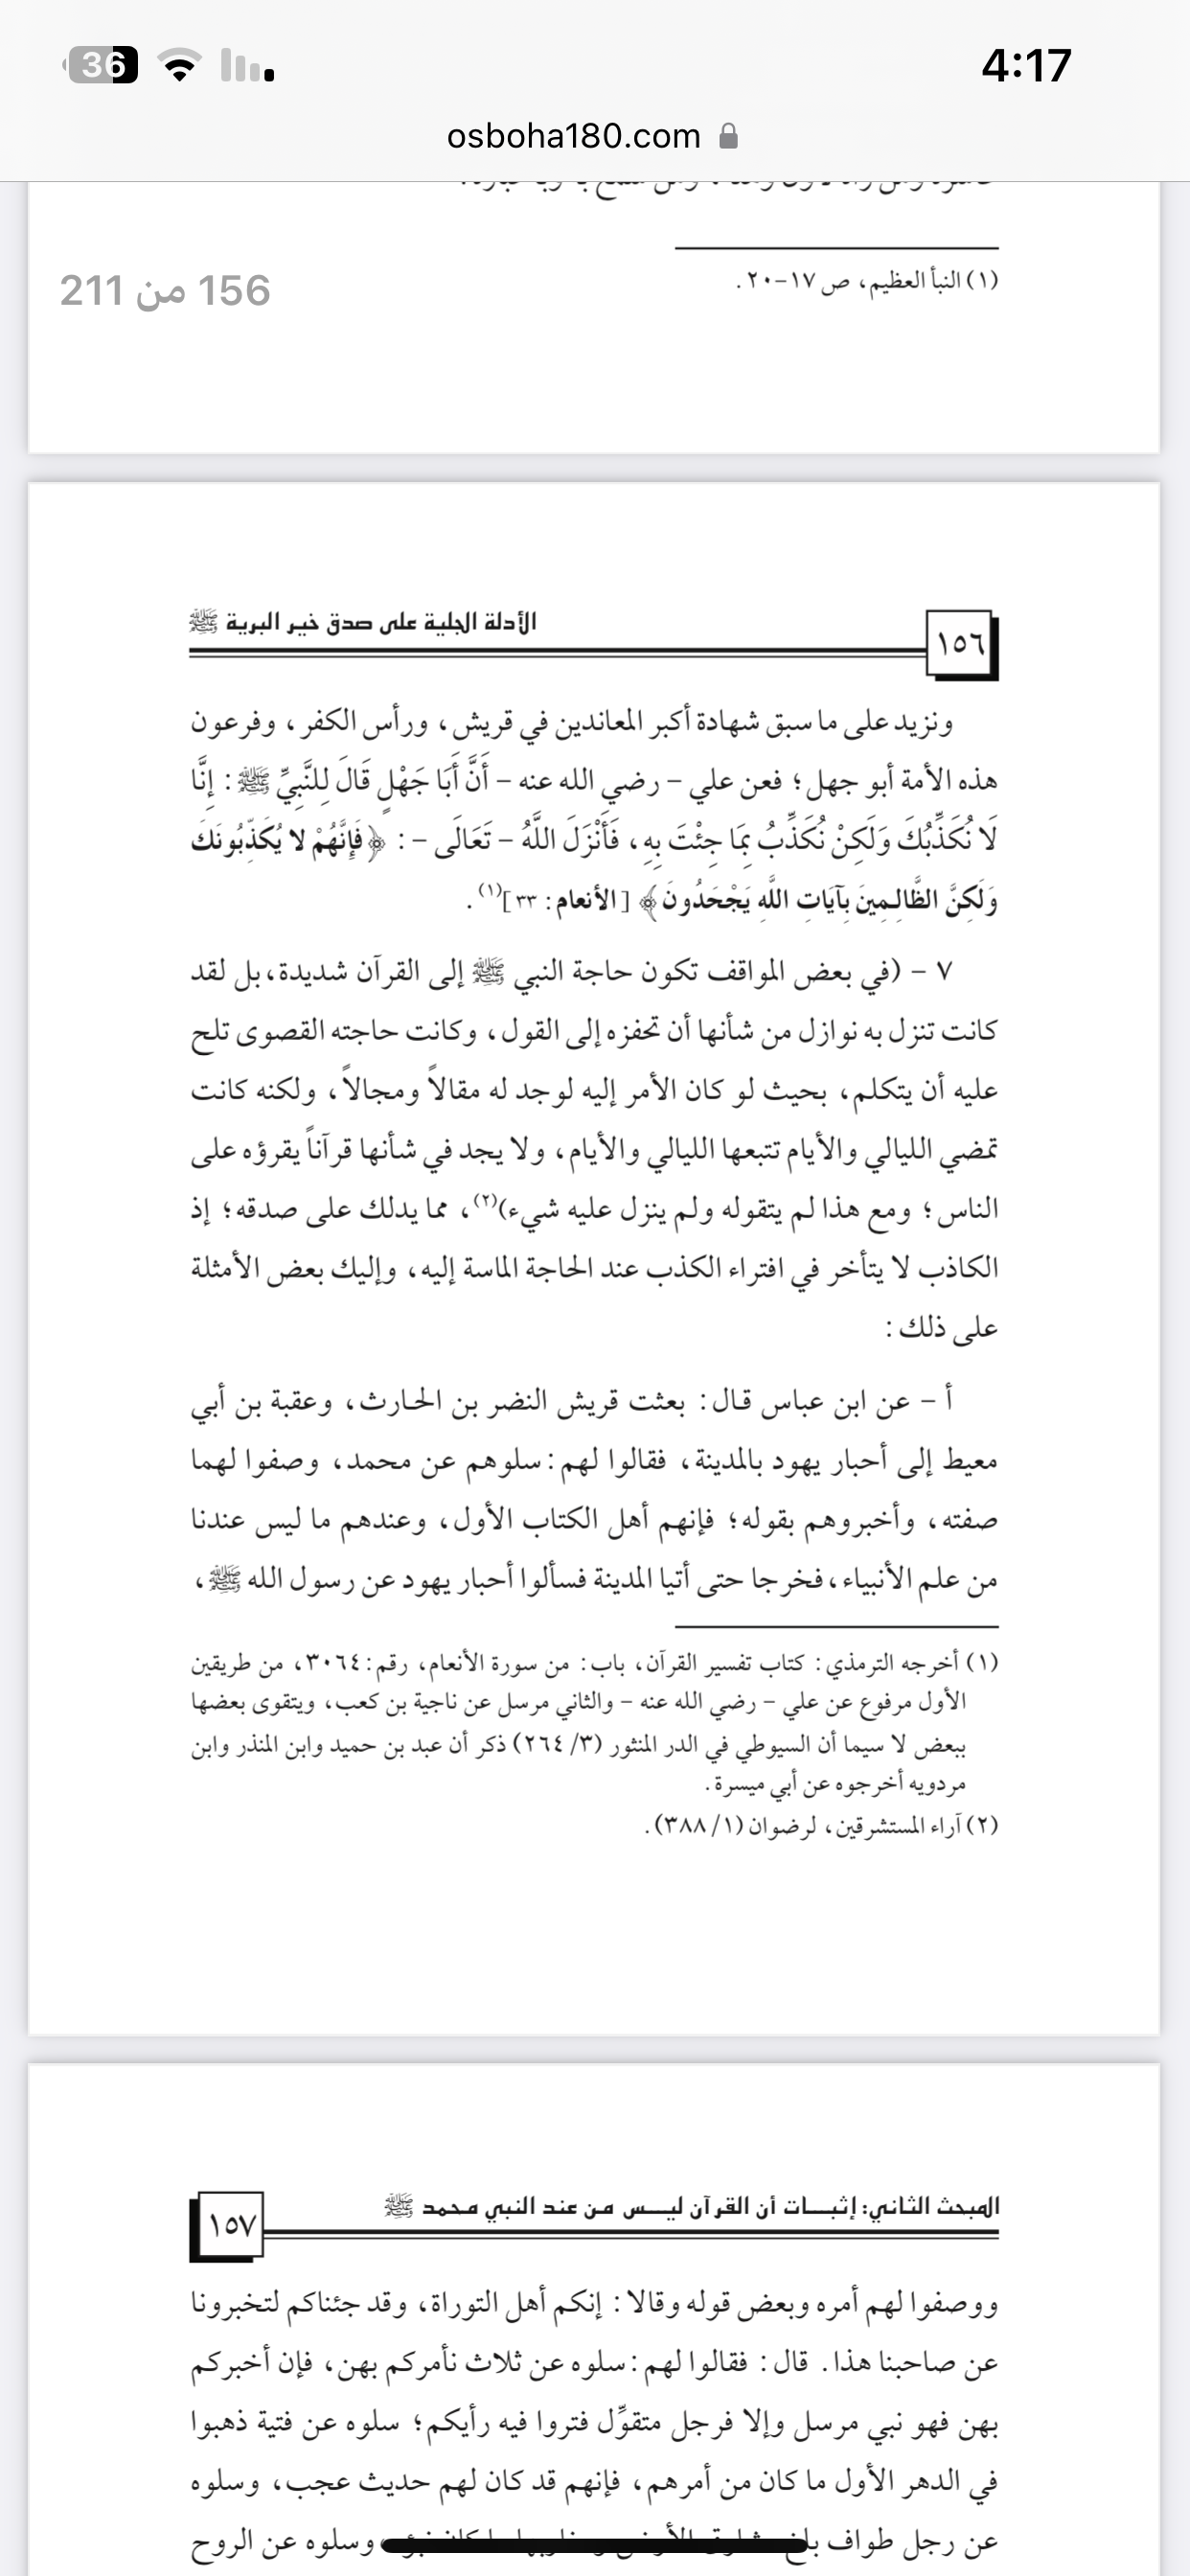 4:17
36
osboha180.com
(١) النبأ العظيم، ص ١٧-٢٠.
156 من 211
الأدلة الجلية على صدق خير البرية ﷺ
١٥٦
ونزيد على ما سبق شهادة أكبر المعاندين في قريش، ورأس الكفر، وفرعون
هذه الأمة أبو جهل؛ فعن علي – رضي الله عنه – أَنَّ أَبَا جَهْلٍ قَالَ لِلنَّبِيِّ ﷺ: إِنَّا
لَا نُكَذِّبُكَ وَلَكِنْ نُكَذِّبُ بِمَا جِئْتَ بِهِ، فَأَنْزَلَ اللَّهُ – تَعَالَى – : ﴿فَإِنَّهُمْ لا يُكَذِّبُونَكَ
وَلَكِنَّ الظَّالِمِينَ بِآيَاتِ اللَّهِ يَجْحَدُونَ﴾ [الأنعام: ٣٣](١).
٧ – (في بعض المواقف تكون حاجة النبي ﷺ إلى القرآن شديدة، بل لقد
كانت تنزل به نوازل من شأنها أن تحفزه إلى القول، وكانت حاجته القصوى تلح
عليه أن يتكلم، بحيث لو كان الأمر إليه لوجد له مقالاً ومجالاً، ولكنه كانت
تمضي الليالي والأيام تتبعها الليالي والأيام، ولا يجد في شأنها قرآناً يقرؤه على
الناس؛ ومع هذا لم يتقوله ولم ينزل عليه شيء)(٢)، مما يدلك على صدقه؛ إذ
الكاذب لا يتأخر في افتراء الكذب عند الحاجة الماسة إليه، وإليك بعض الأمثلة
على ذلك:
أ – عن ابن عباس قال: بعثت قريش النضر بن الحارث، وعقبة بن أبي
معيط إلى أحبار يهود بالمدينة، فقالوا لهم: سلوهم عن محمد، وصفوا لهما
صفته، وأخبروهم بقوله؛ فإنهم أهل الكتاب الأول، وعندهم ما ليس عندنا
من علم الأنبياء، فخرجا حتى أتيا المدينة فسألوا أحبار يهود عن رسول الله ﷺ،
(١) أخرجه الترمذي: كتاب تفسير القرآن، باب: من سورة الأنعام، رقم: ٣٠٦٤، من طريقين
الأول مرفوع عن علي – رضي الله عنه – والثاني مرسل عن ناجية بن كعب، ويتقوى بعضها
ببعض لا سيما أن السيوطي في الدر المنثور (٣/ ٢٦٤) ذكر أن عبد بن حميد وابن المنذر وابن
مردويه أخرجوه عن أبي ميسرة.
(٢) آراء المستشرقين، لرضوان (١/ ٣٨٨).
المبحث الثاني: إثبـــات أن القرآن ليـــس من عند النبي محمد ﷺ
١٥٧
ووصفوا لهم أمره وبعض قوله وقالا: إنكم أهل التوراة، وقد جئناكم لتخبرونا
عن صاحبنا هذا. قال: فقالوا لهم: سلوه عن ثلاث نأمركم بهن، فإن أخبركم
بهن فهو نبي مرسل وإلا فرجل متقوِّل فتروا فيه رأيكم؛ سلوه عن فتية ذهبوا
في الدهر الأول ما كان من أمرهم، فإنهم قد كان لهم حديث عجب، وسلوه
عن رجل طواف بلغ وسلوه عن الروح